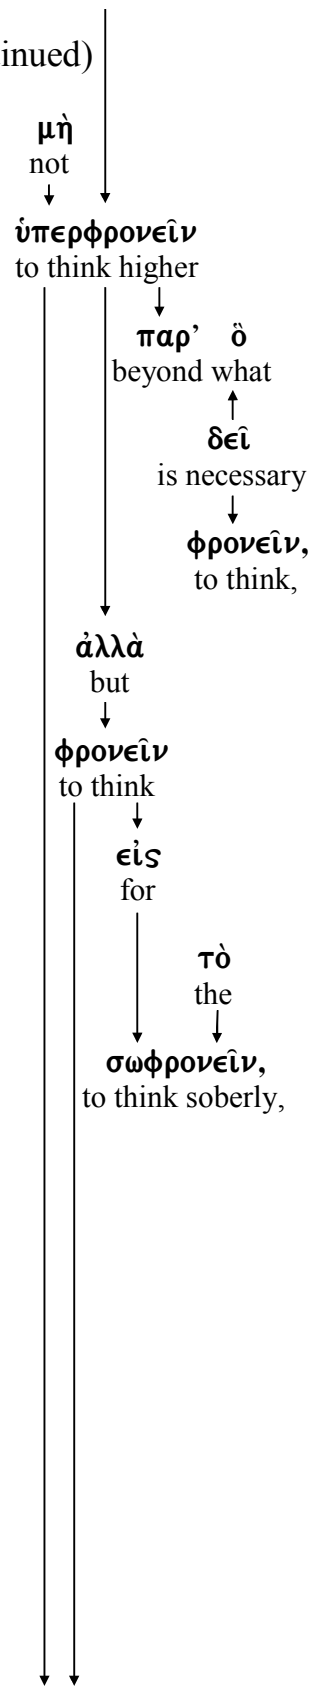 inued)
μὴ
not
ὑπερφρονεῖν
to think higher
παρ’ ὃ
beyond what
δεῖ
is necessary
φρονεῖν,
to think,
ἀλλὰ
but
φρονεῖν
to think
εἰς
for
τὸ
the
σωφρονεῖν,
to think soberly,